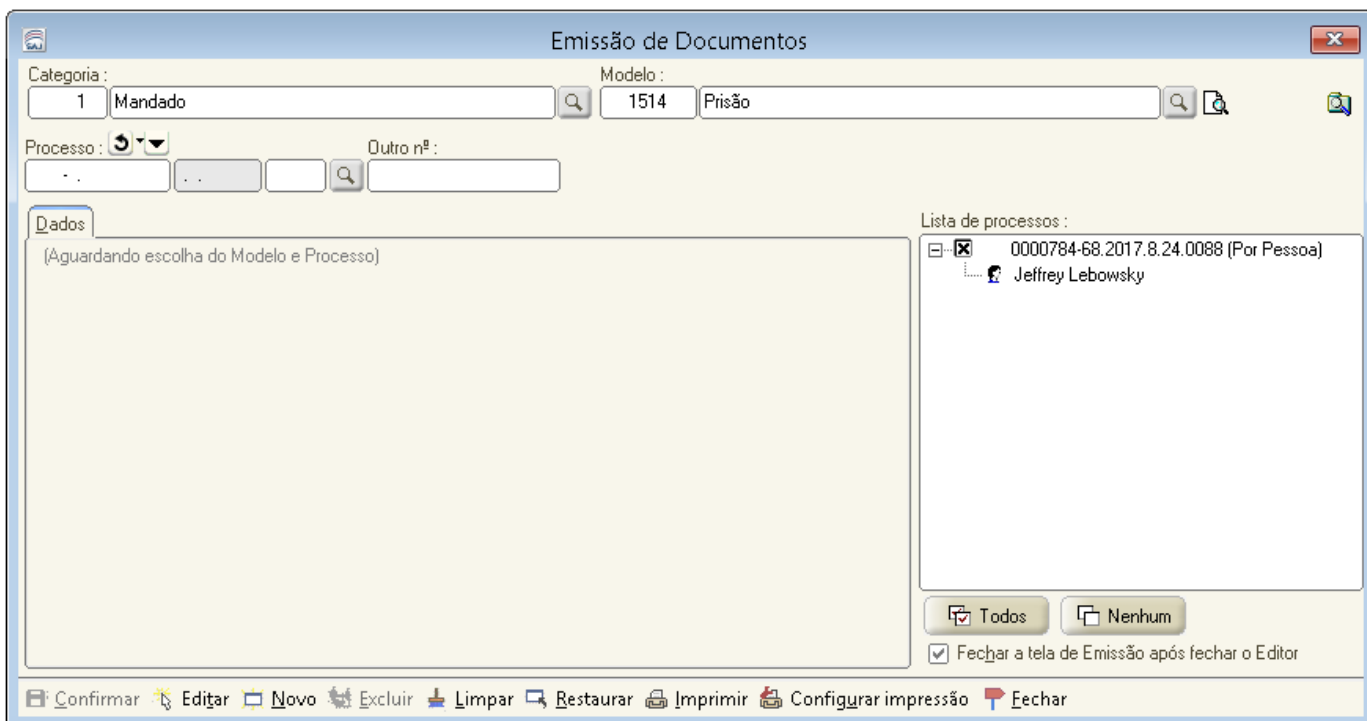 Emissão de Documentos
Categoria :
1 Mandado
Modelo :
1514 Prisão
Processo :
- .
. .
Outro nº :
Dados
(Aguardando escolha do Modelo e Processo)
Lista de processos :
0000784-68.2017.8.24.0088 (Por Pessoa)
Jeffrey Lebowsky
Todos Nenhum
Fechar a tela de Emissão após fechar o Editor
Confirmar Editar Novo Excluir Limpar Restaurar Imprimir Configurar impressão Fechar